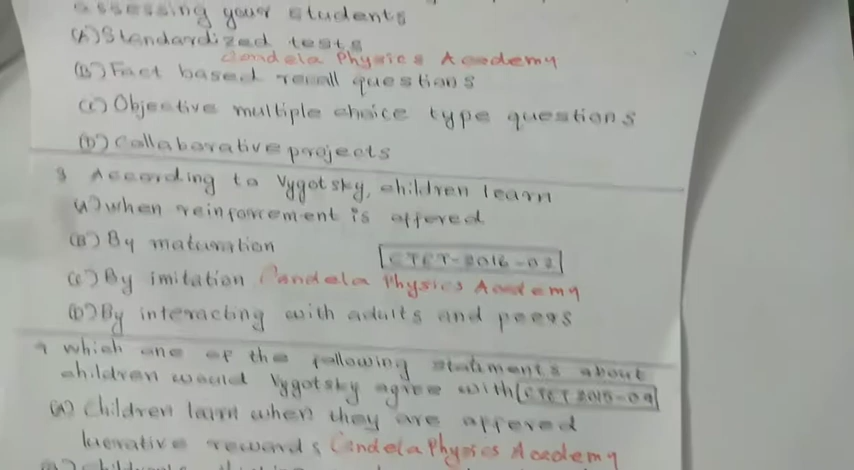 assessing your students
(A) Standardized tests
Candela Physics Academy
(B) Fact based recall questions
(C) Objective multiple choice type questions
(D) Collaborative projects
3 According to Vygotsky, children learn
(A) when reinforcement is offered
(B) By maturation [CTET-2016-02]
(C) By imitation Candela Physics Academy
(D) By interacting with adults and peers
which one of the following statements about
children would Vygotsky agree with [CTET 2015-09]
(A) Children learn when they are offered
lucrative rewards Candela Physics Academy